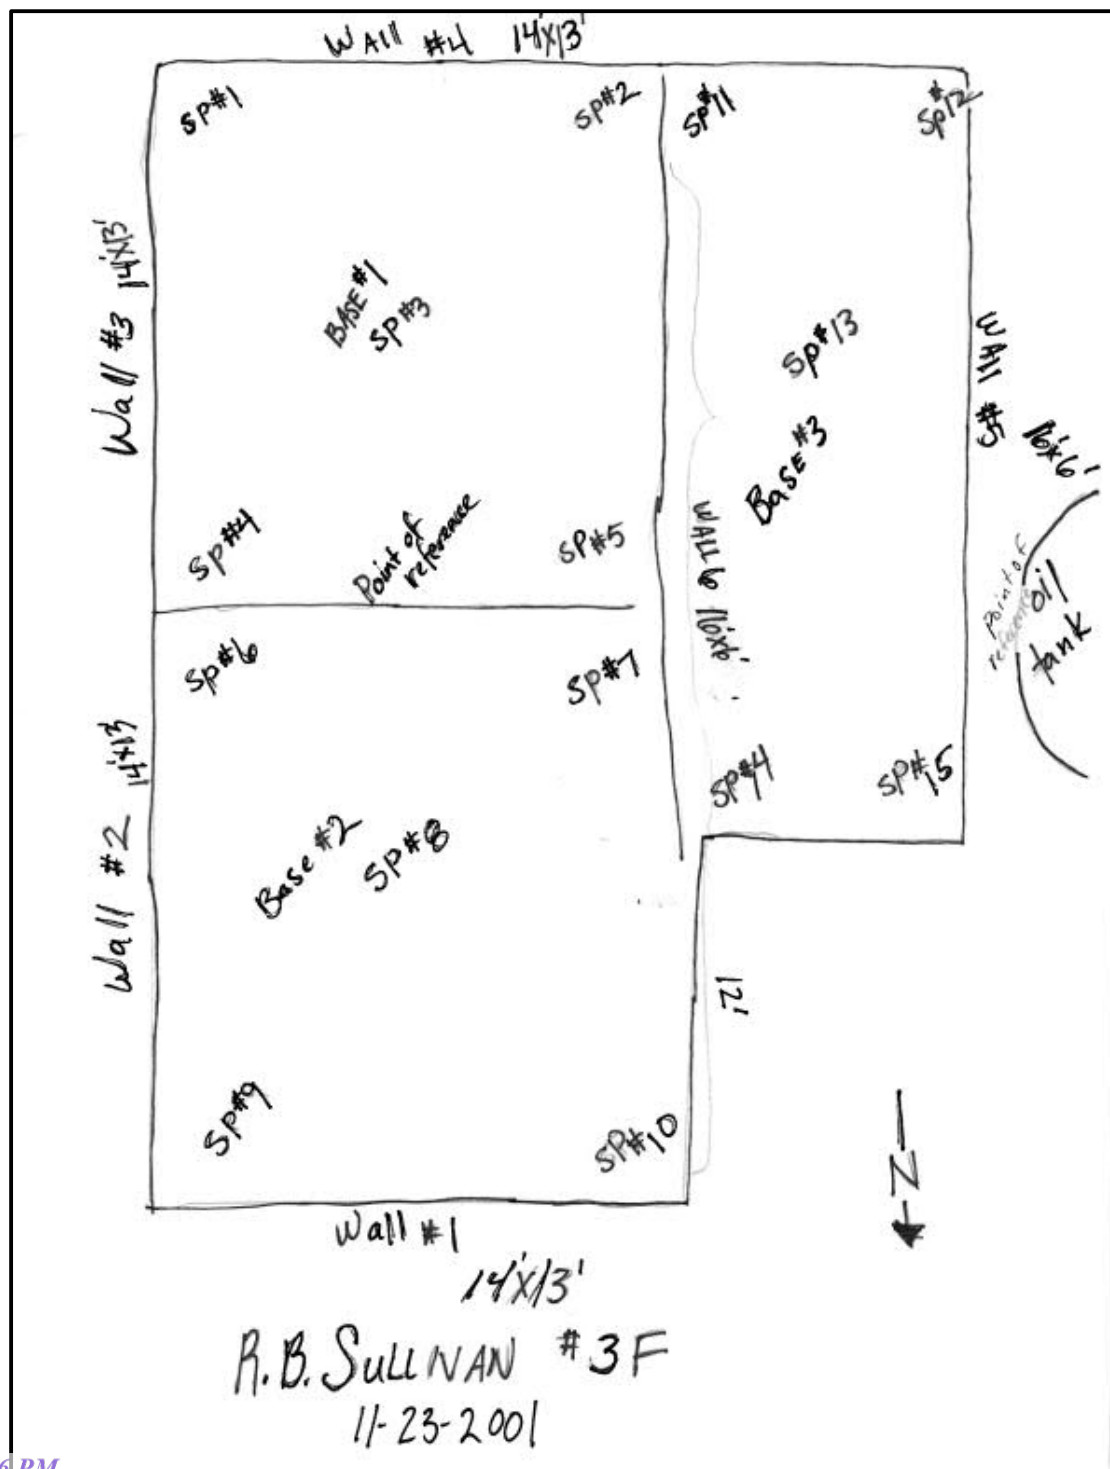 WAll #4 14'X13'
SP#1
SP#2
SP#11
SP#12
Wall #3 14'X13'
BASE #1
SP#3
SP#13
Base #3
WAll #5
16'x6'
SP#4
Point of
reference
SP#5
WALL 6 16'x6'
Point of
reference
oil
tank
SP#6
SP#7
Wall #2 14'x13'
Base #2
SP#8
SP#15
12'
SP#9
SP#10
N
Wall #1
14'X13'
R.B. SULLIVAN #3F
11-23-2001